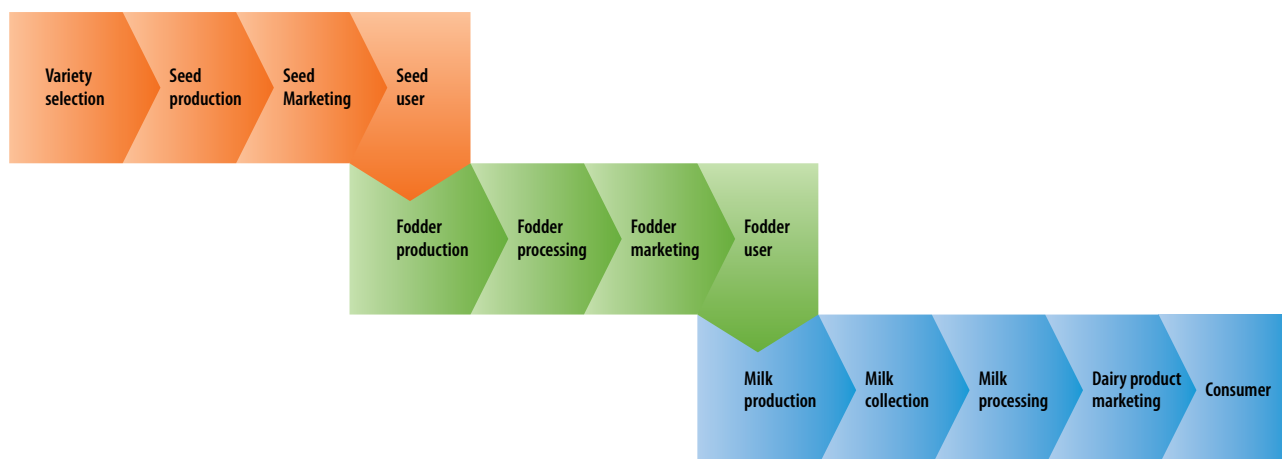 Variety
selection
Seed
production
Seed
Marketing
Seed
user
Fodder
production
Fodder
processing
Fodder
marketing
Fodder
user
Milk
production
Milk
collection
Milk
processing
Dairy product
marketing
Consumer